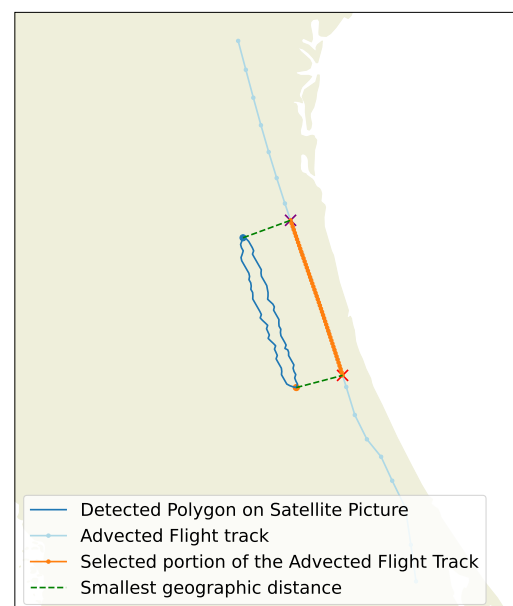 Detected Polygon on Satellite Picture
Advected Flight track
Selected portion of the Advected Flight Track
Smallest geographic distance